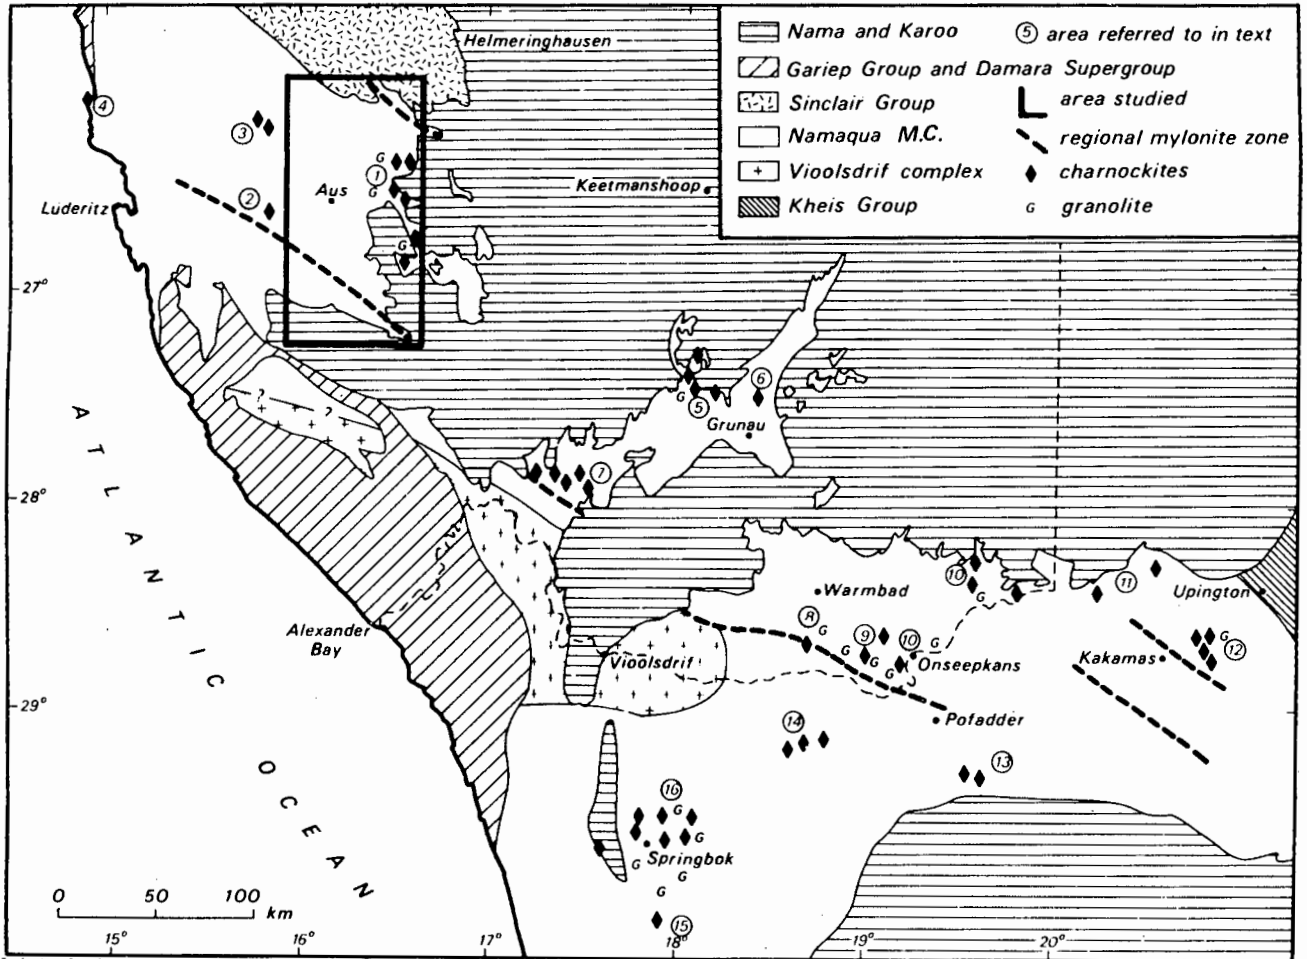 Helmeringhausen
Nama and Karoo
Gariep Group and Damara Supergroup
Sinclair Group
Namaqua M.C.
Vioolsdrif complex
Kheis Group
5 area referred to in text
area studied
regional mylonite zone
charnockites
G granolite
4
3
2
1
G
G
G
Aus
Lüderitz
Keetmanshoop
27°
28°
29°
5
G
6
Grunau
7
? ?
ATLANTIC OCEAN
Alexander
Bay
Vioolsdrif
Warmbad
8
G
9
G
G
G
10
10
G
G
Onseepkans
11
Upington
12
G
Kakamas
Pofadder
13
14
16
G
G
G
G
G
Springbok
15
0 50 100
km
15° 16° 17° 18° 19° 20°